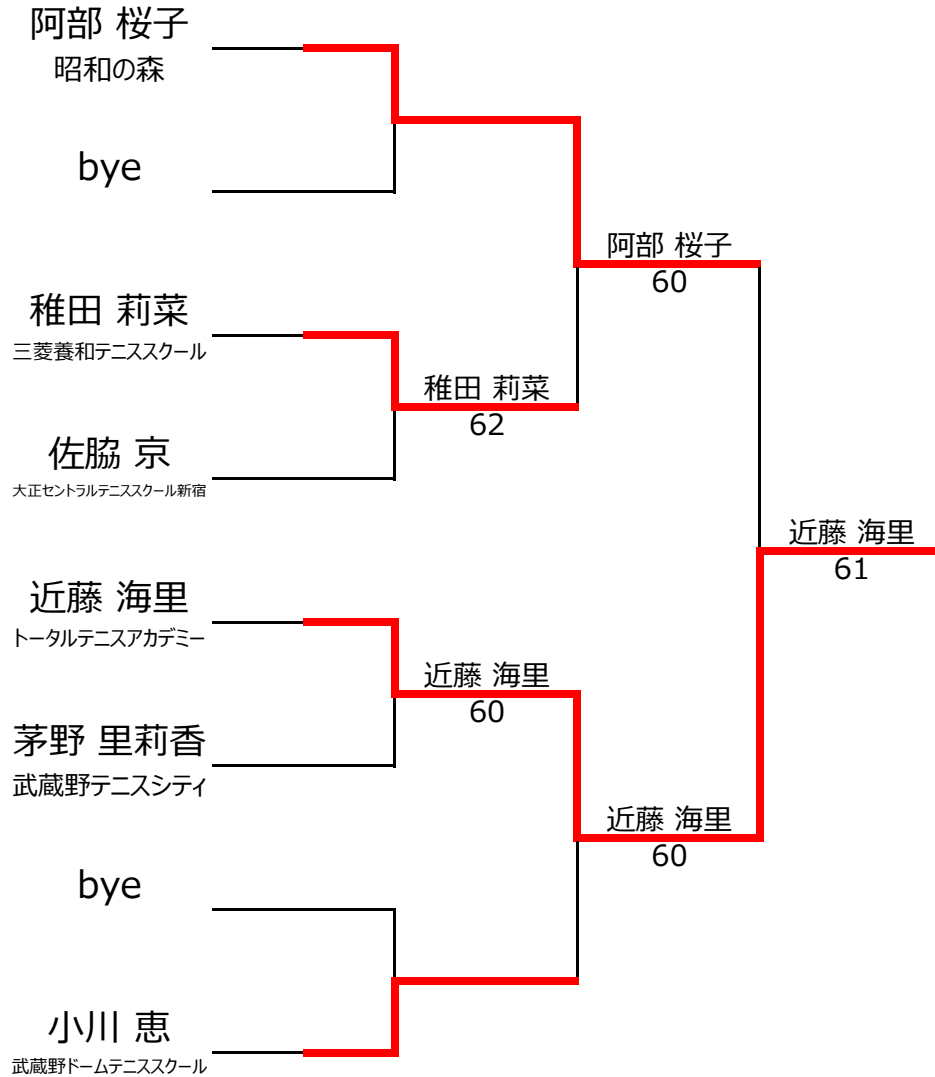 阿部 桜子
昭和の森
bye
阿部 桜子
60
稚田 莉菜
三菱養和テニススクール
稚田 莉菜
62
佐脇 京
大正セントラルテニススクール新宿
近藤 海里
61
近藤 海里
トータルテニスアカデミー
近藤 海里
60
茅野 里莉香
武蔵野テニスシティ
近藤 海里
60
bye
小川 恵
武蔵野ドームテニススクール